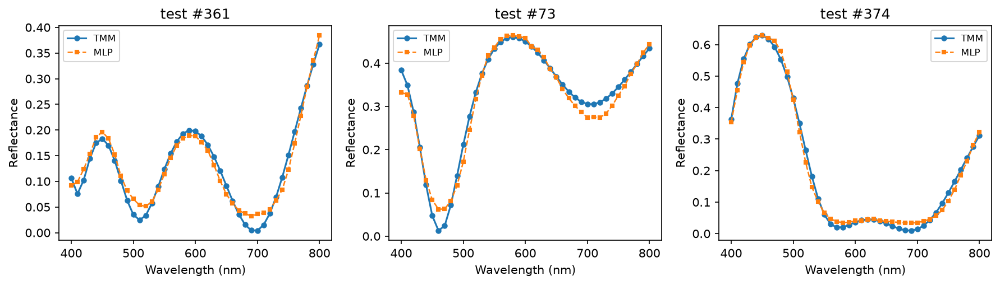 test #361
0.40
0.35
0.30
0.25
0.20
0.15
0.10
0.05
0.00
Reflectance
TMM
MLP
400 500 600 700 800
Wavelength (nm)
test #73
0.4
0.3
0.2
0.1
0.0
Reflectance
TMM
MLP
400 500 600 700 800
Wavelength (nm)
test #374
0.6
0.5
0.4
0.3
0.2
0.1
0.0
Reflectance
TMM
MLP
400 500 600 700 800
Wavelength (nm)